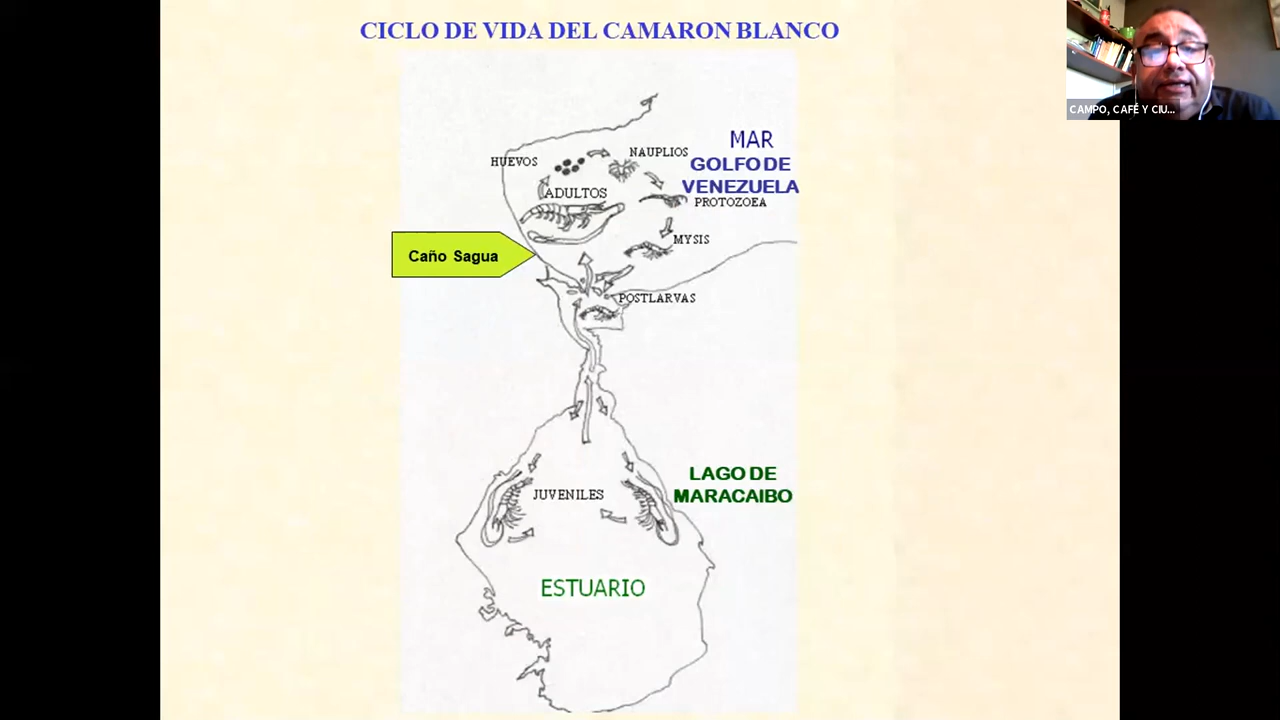 CICLO DE VIDA DEL CAMARON BLANCO
CAMPO, CAFÉ Y CIU...
MAR
GOLFO DE
VENEZUELA
HUEVOS
NAUPLIOS
ADULTOS
PROTOZOEA
MYSIS
Caño Sagua
POSTLARVAS
LAGO DE
MARACAIBO
JUVENILES
ESTUARIO